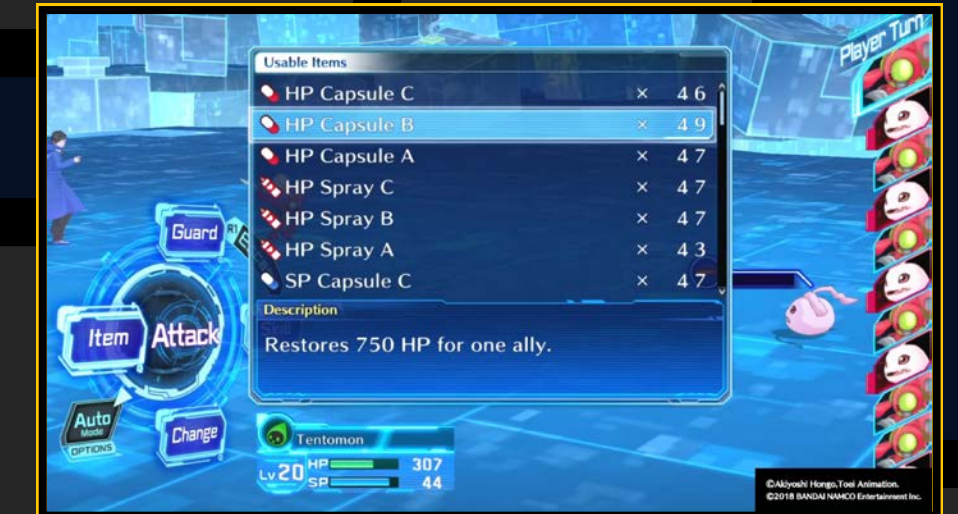 Player Turn
Usable Items
HP Capsule C × 46
HP Capsule B × 49
HP Capsule A × 47
HP Spray C × 47
HP Spray B × 47
HP Spray A × 43
SP Capsule C × 47
Description
Restores 750 HP for one ally.
Guard
R1
Item
Attack
Skill
Auto
Mode
OPTIONS
Change
Tentomon
Lv 20
HP 307
SP 44
©Akiyoshi Hongo,Toei Animation.
©2018 BANDAI NAMCO Entertainment Inc.